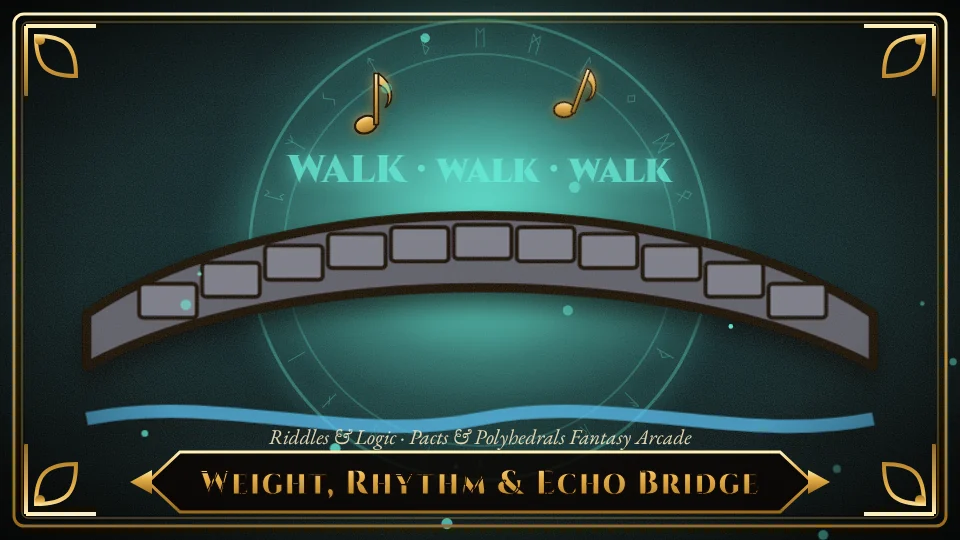 WALK · WALK · WALK
Riddles & Logic · Pacts & Polyhedrals Fantasy Arcade
Weight, Rhythm & Echo Bridge